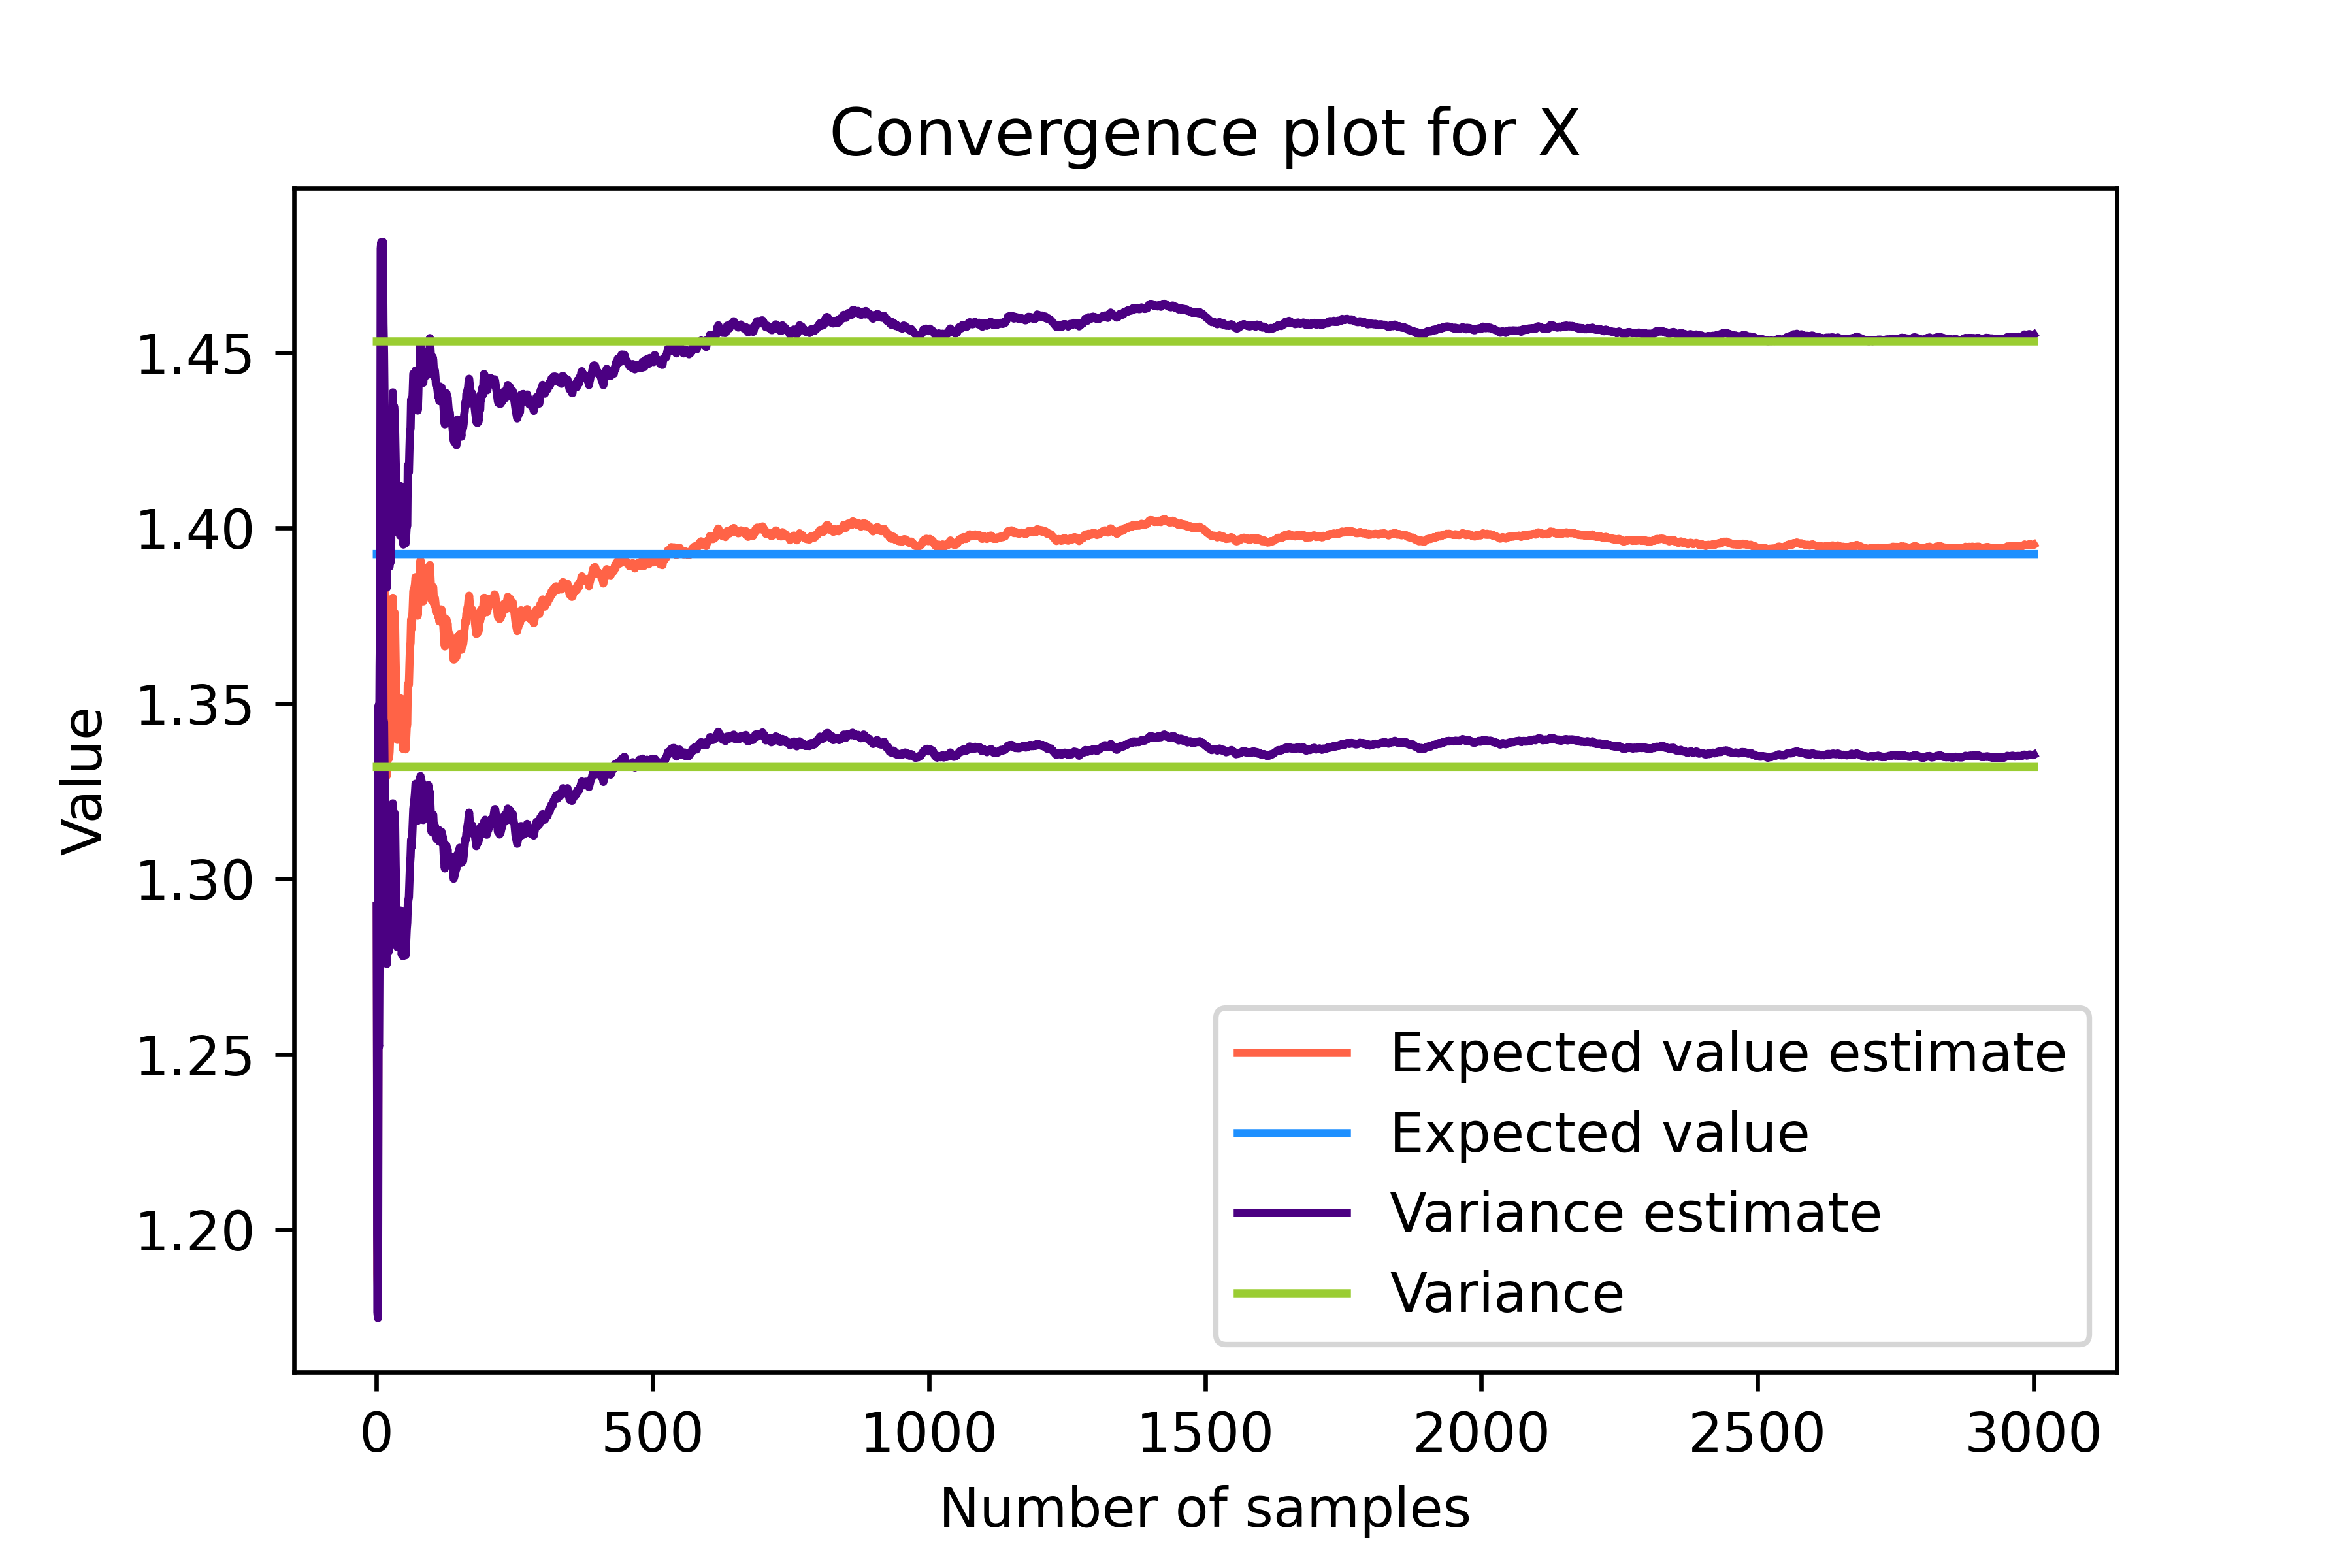 Convergence plot for X
Value
1.45
1.40
1.35
1.30
1.25
1.20
Expected value estimate
Expected value
Variance estimate
Variance
0 500 1000 1500 2000 2500 3000
Number of samples